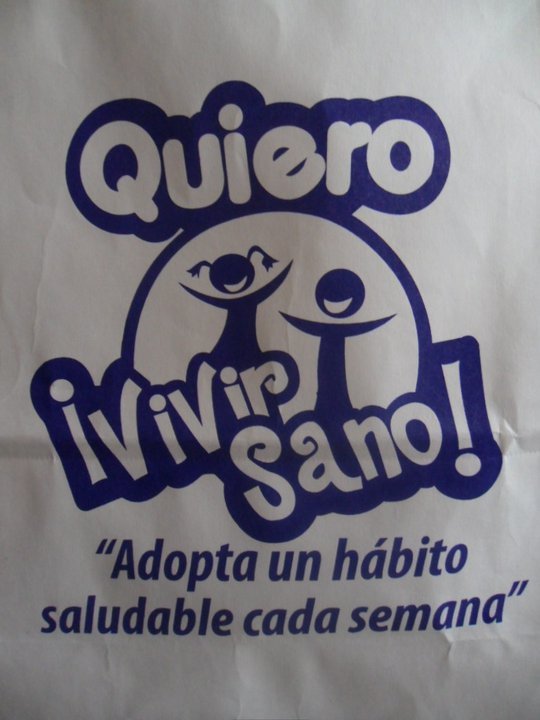 Quiero
¡ViVir
Sano!
“Adopta un hábito
saludable cada semana”